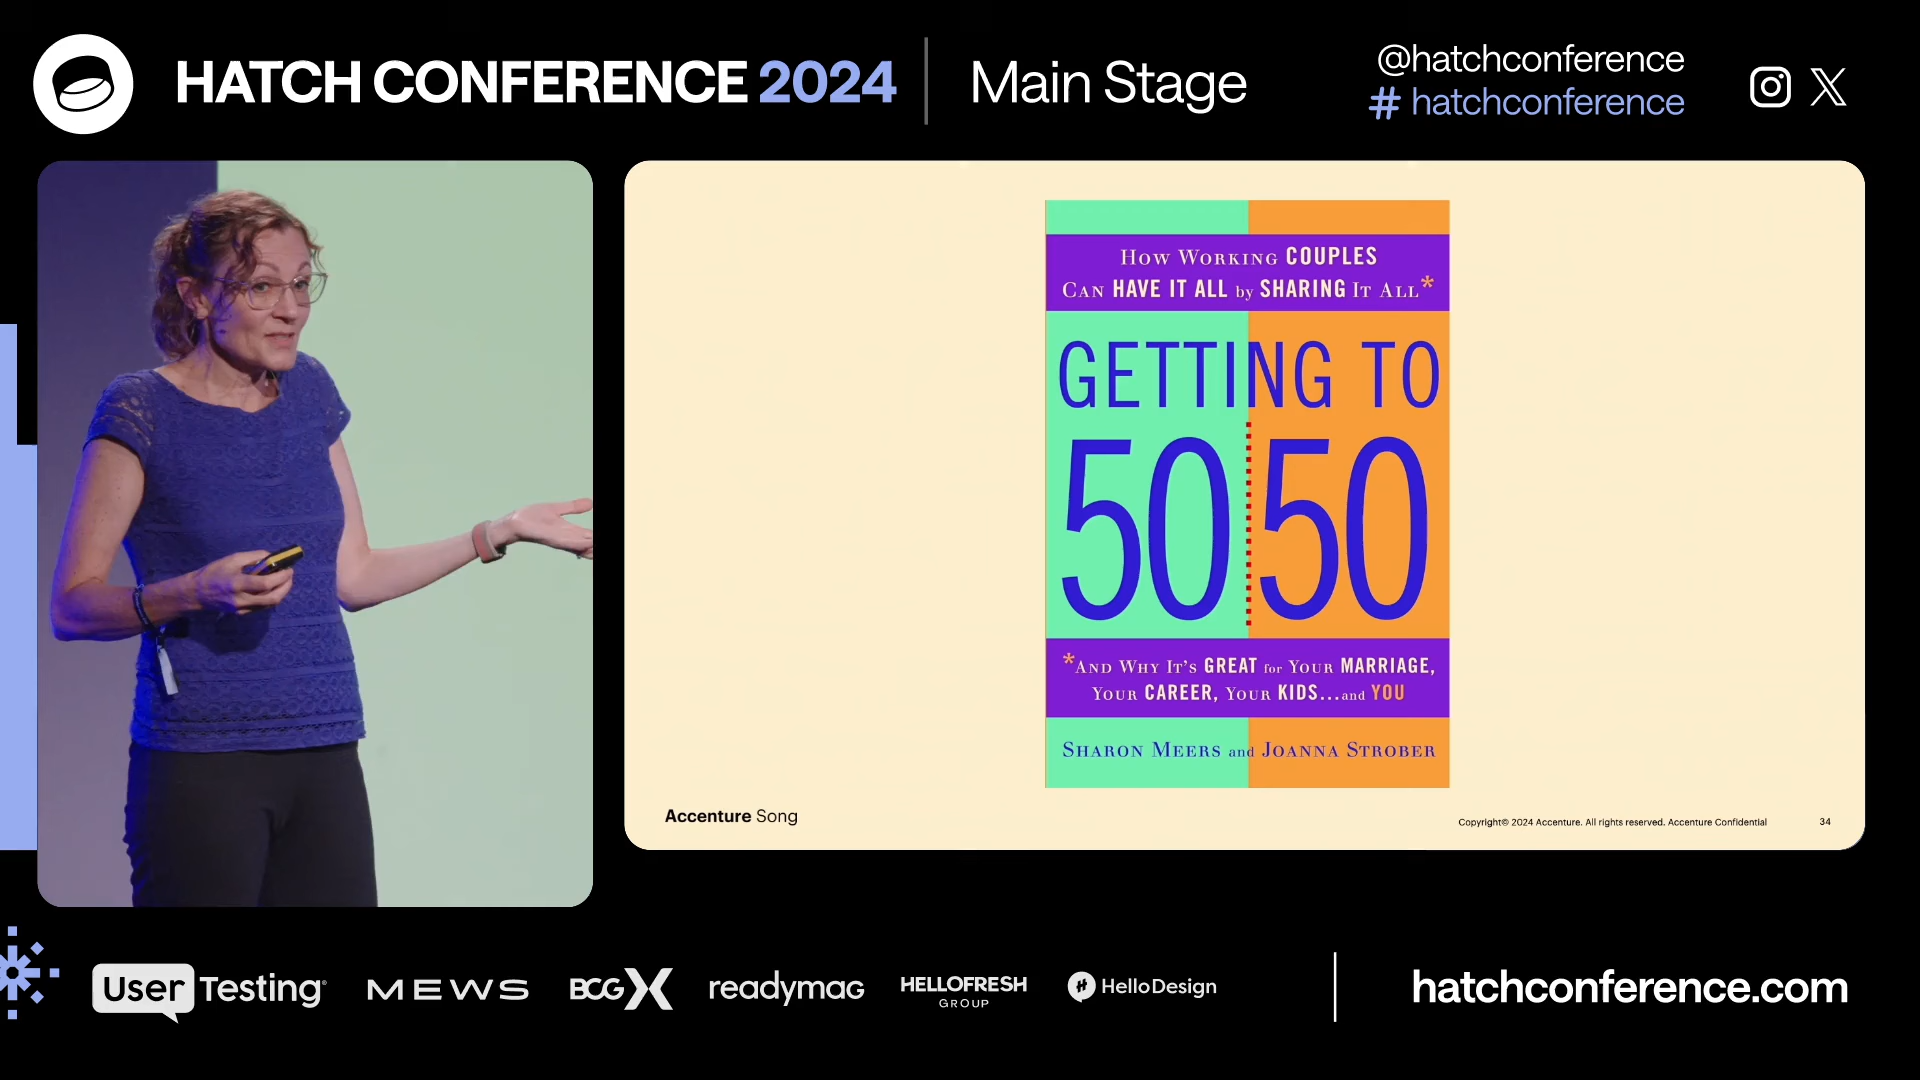 HATCH CONFERENCE 2024
Main Stage
@hatchconference
# hatchconference
How Working COUPLES
Can HAVE IT ALL by SHARING It All*
GETTING TO
50 50
*And Why It's GREAT for Your MARRIAGE,
Your CAREER, Your KIDS...and YOU
Sharon Meers and Joanna Strober
Accenture Song
Copyright© 2024 Accenture. All rights reserved. Accenture Confidential
34
UserTesting
MEWS
BCG X
readymag
HELLOFRESH
GROUP
HelloDesign
hatchconference.com